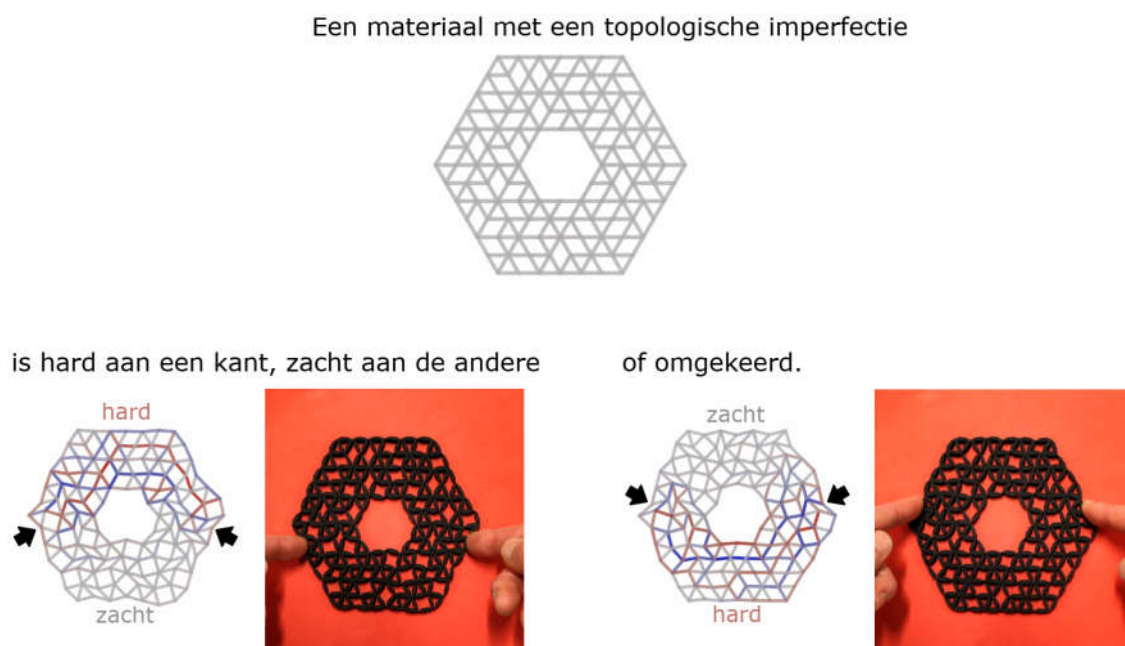 Een materiaal met een topologische imperfectie
is hard aan een kant, zacht aan de andere
of omgekeerd.
hard
zacht
zacht
hard